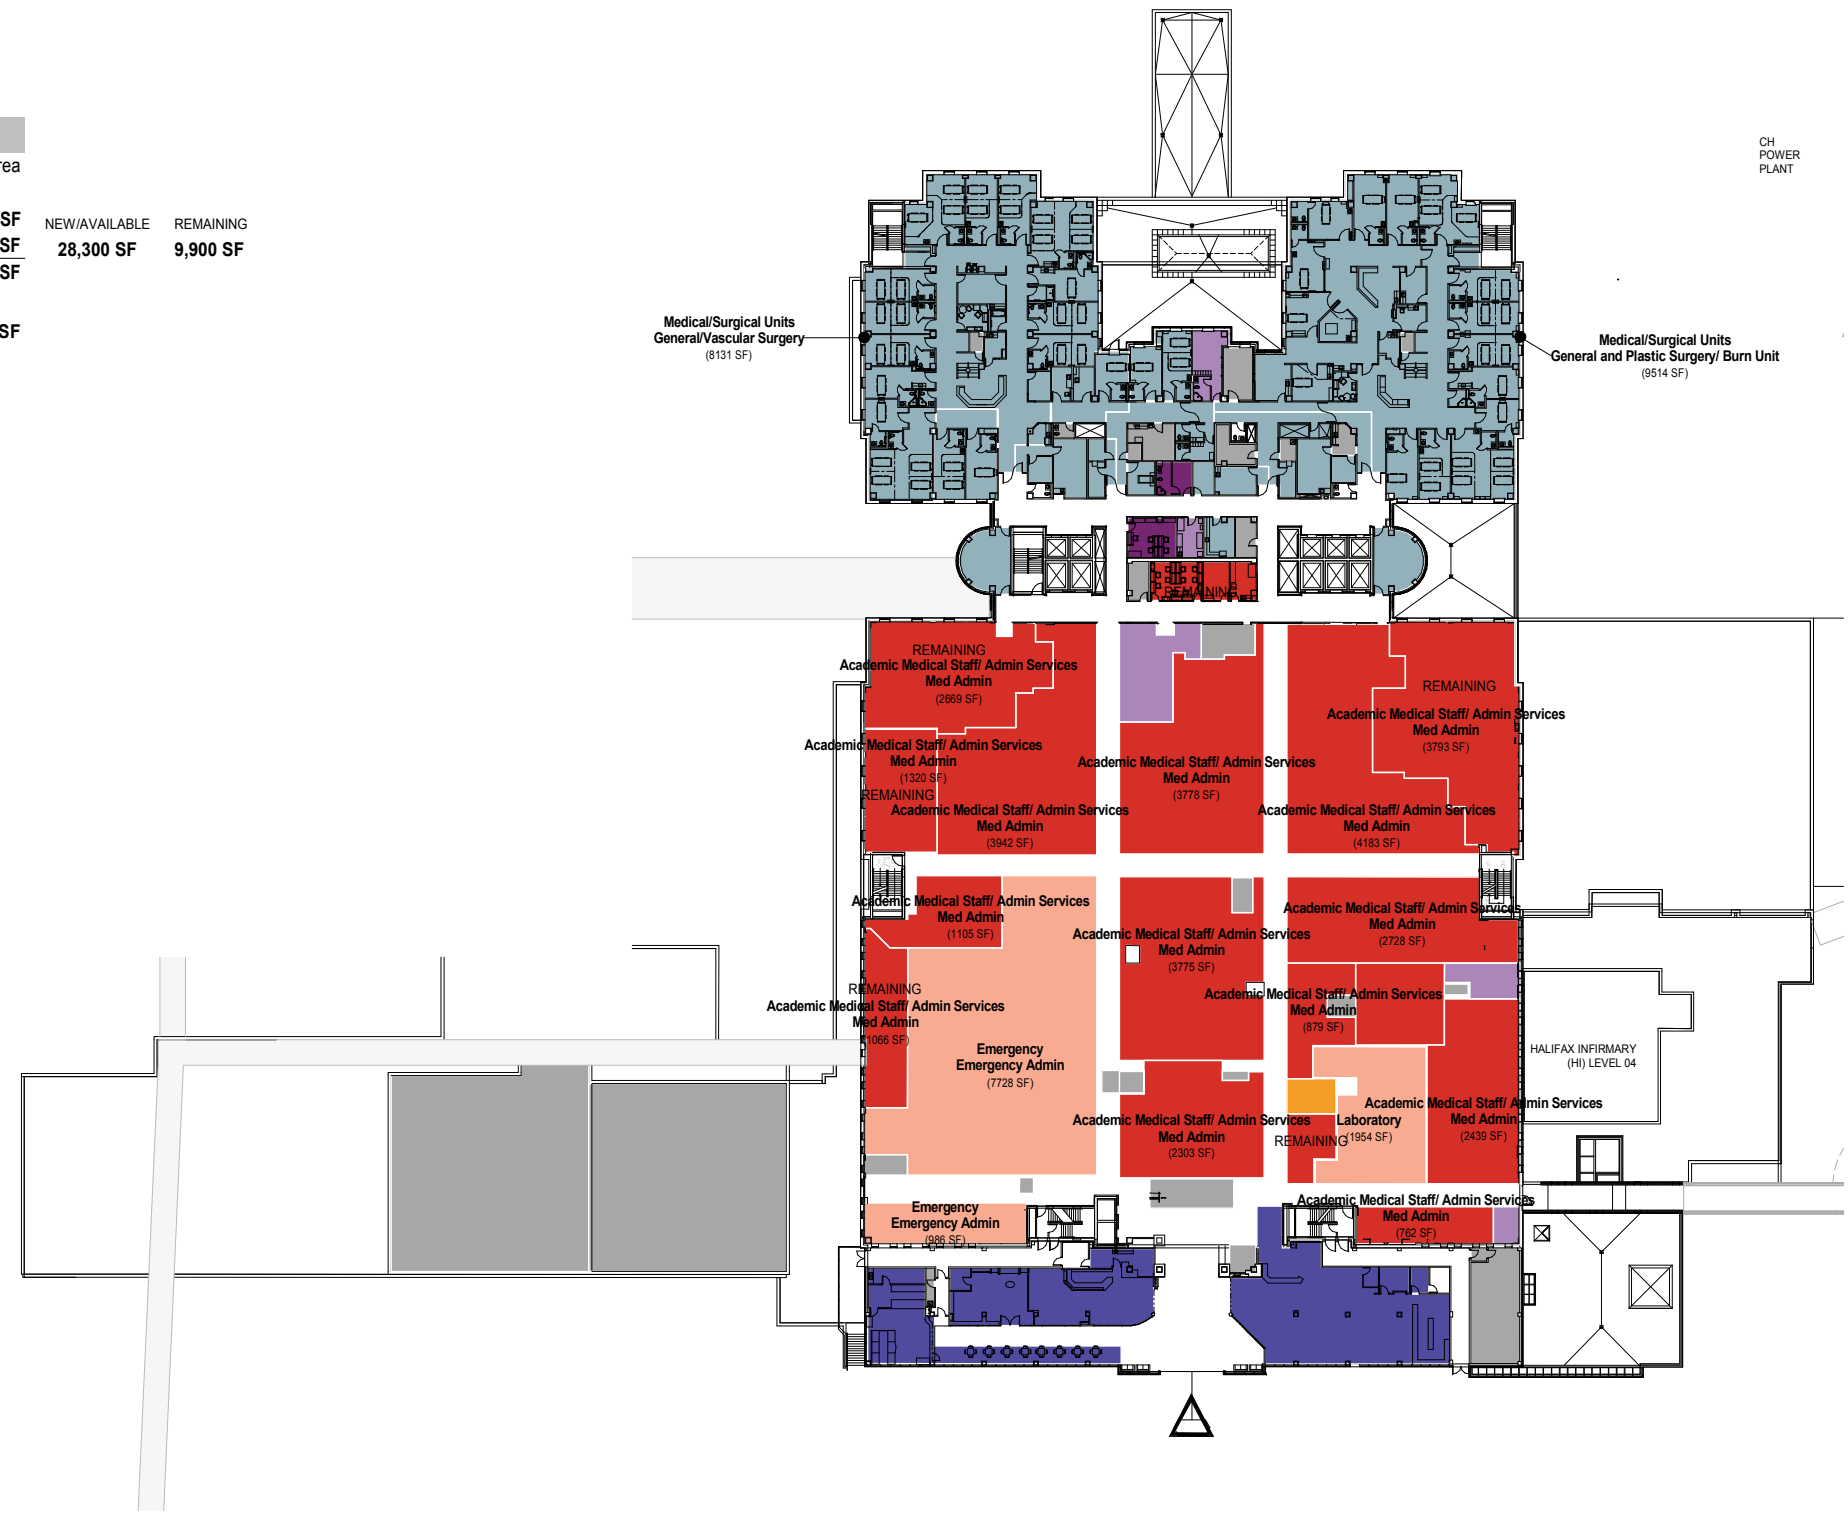 rea
SF
NEW/AVAILABLE
REMAINING
SF
28,300 SF
9,900 SF
SF
SF
CH
POWER
PLANT
Medical/Surgical Units
General/Vascular Surgery
(8131 SF)
Medical/Surgical Units
General and Plastic Surgery/ Burn Unit
(9514 SF)
REMAINING
REMAINING
Academic Medical Staff/ Admin Services
Med Admin
(2669 SF)
REMAINING
Academic Medical Staff/ Admin Services
Med Admin
(3793 SF)
Academic Medical Staff/ Admin Services
Med Admin
(1320 SF)
REMAINING
Academic Medical Staff/ Admin Services
Med Admin
(3778 SF)
Academic Medical Staff/ Admin Services
Med Admin
(3942 SF)
Academic Medical Staff/ Admin Services
Med Admin
(4183 SF)
Academic Medical Staff/ Admin Services
Med Admin
(1105 SF)
Academic Medical Staff/ Admin Services
Med Admin
(3775 SF)
Academic Medical Staff/ Admin Services
Med Admin
(2728 SF)
REMAINING
Academic Medical Staff/ Admin Services
Med Admin
(1066 SF)
Academic Medical Staff/ Admin Services
Med Admin
(879 SF)
Emergency
Emergency Admin
(7728 SF)
HALIFAX INFIRMARY
(HI) LEVEL 04
Academic Medical Staff/ Admin Services
Med Admin
(2303 SF)
Laboratory
(1954 SF)
REMAINING
Academic Medical Staff/ Admin Services
Med Admin
(2439 SF)
Emergency
Emergency Admin
(986 SF)
Academic Medical Staff/ Admin Services
Med Admin
(762 SF)